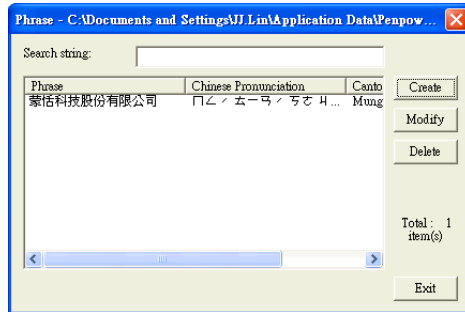 Phrase - C:\Documents and Settings\JJ.Lin\Application Data\Penpow...
Search string:
Phrase Chinese Pronunciation Canto
蒙恬科技股份有限公司 ㄇㄥˊ ㄊㄧㄢˊ ㄎㄜ ㄐ... Mung
Create
Modify
Delete
Total : 1
item(s)
Exit